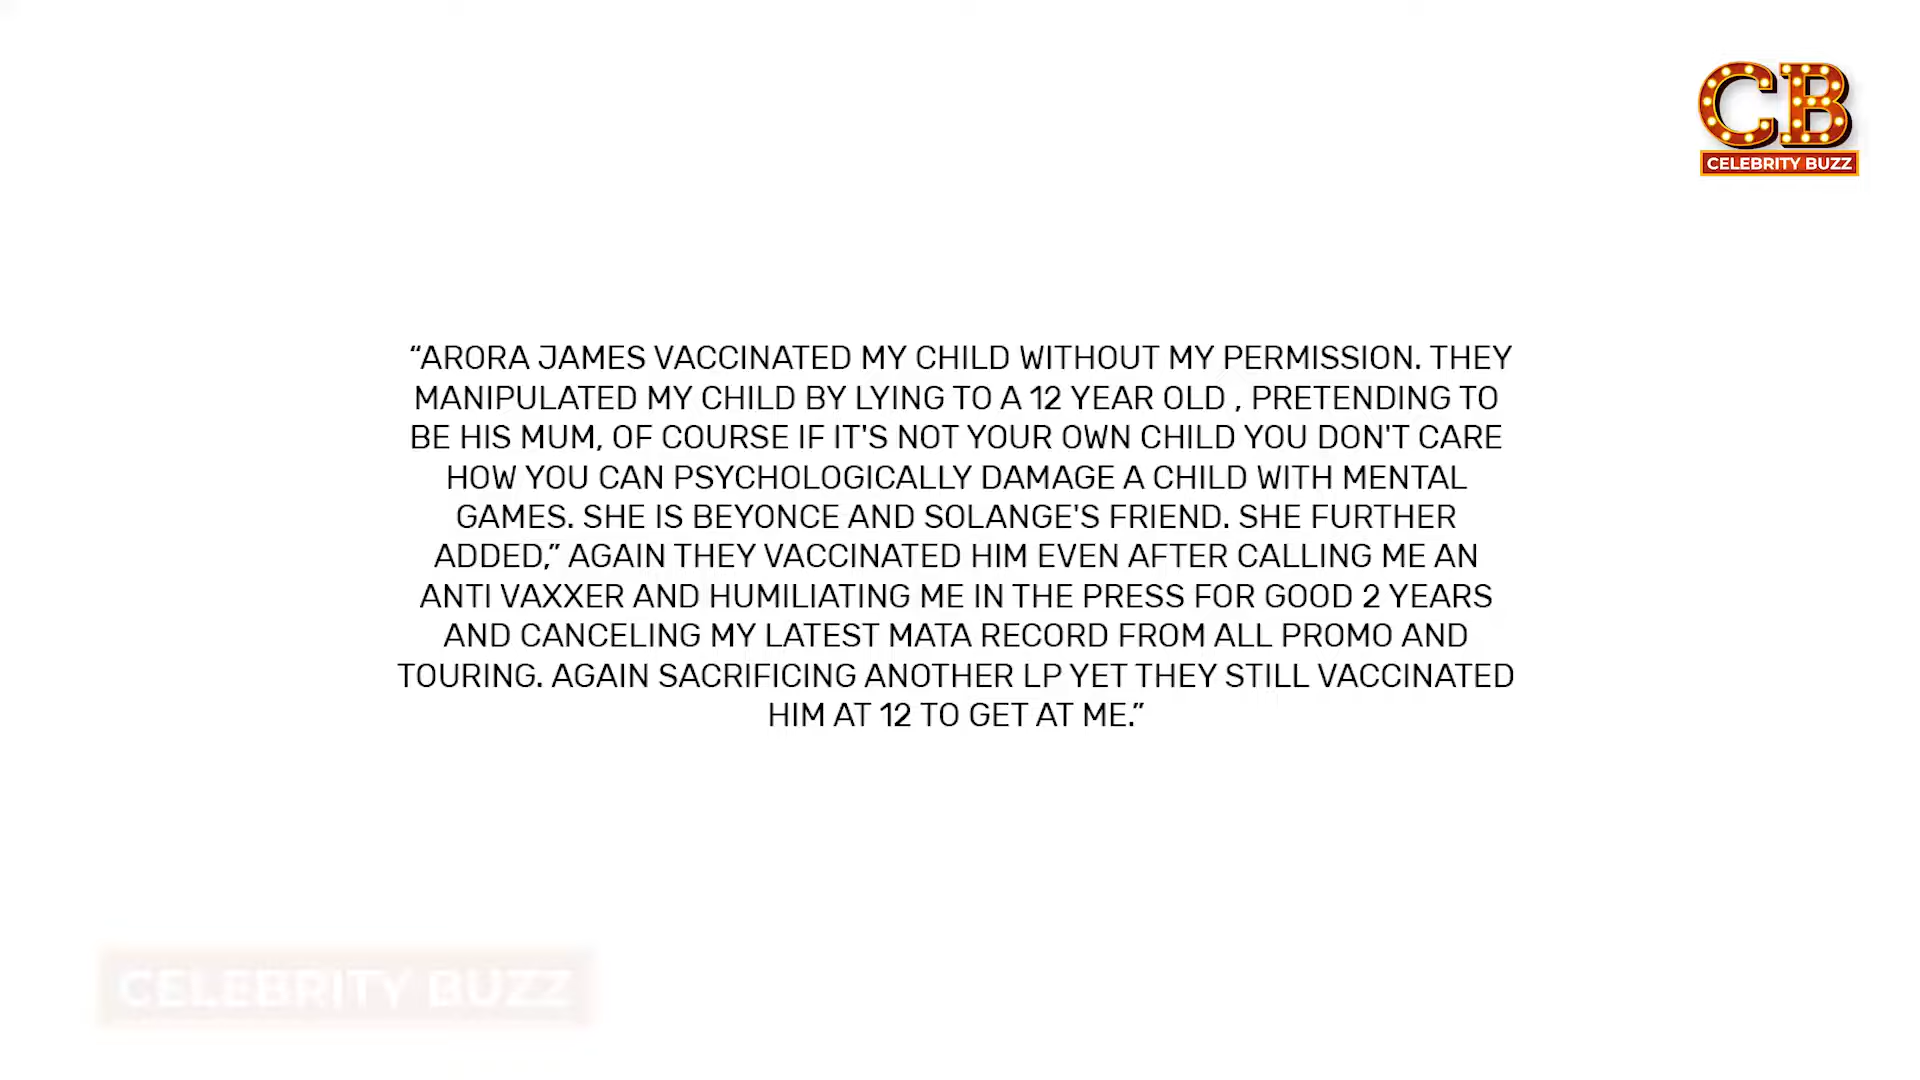 CB
CELEBRITY BUZZ
“ARORA JAMES VACCINATED MY CHILD WITHOUT MY PERMISSION. THEY
MANIPULATED MY CHILD BY LYING TO A 12 YEAR OLD , PRETENDING TO
BE HIS MUM, OF COURSE IF IT'S NOT YOUR OWN CHILD YOU DON'T CARE
HOW YOU CAN PSYCHOLOGICALLY DAMAGE A CHILD WITH MENTAL
GAMES. SHE IS BEYONCE AND SOLANGE'S FRIEND. SHE FURTHER
ADDED,” AGAIN THEY VACCINATED HIM EVEN AFTER CALLING ME AN
ANTI VAXXER AND HUMILIATING ME IN THE PRESS FOR GOOD 2 YEARS
AND CANCELING MY LATEST MATA RECORD FROM ALL PROMO AND
TOURING. AGAIN SACRIFICING ANOTHER LP YET THEY STILL VACCINATED
HIM AT 12 TO GET AT ME.”
CELEBRITY BUZZ